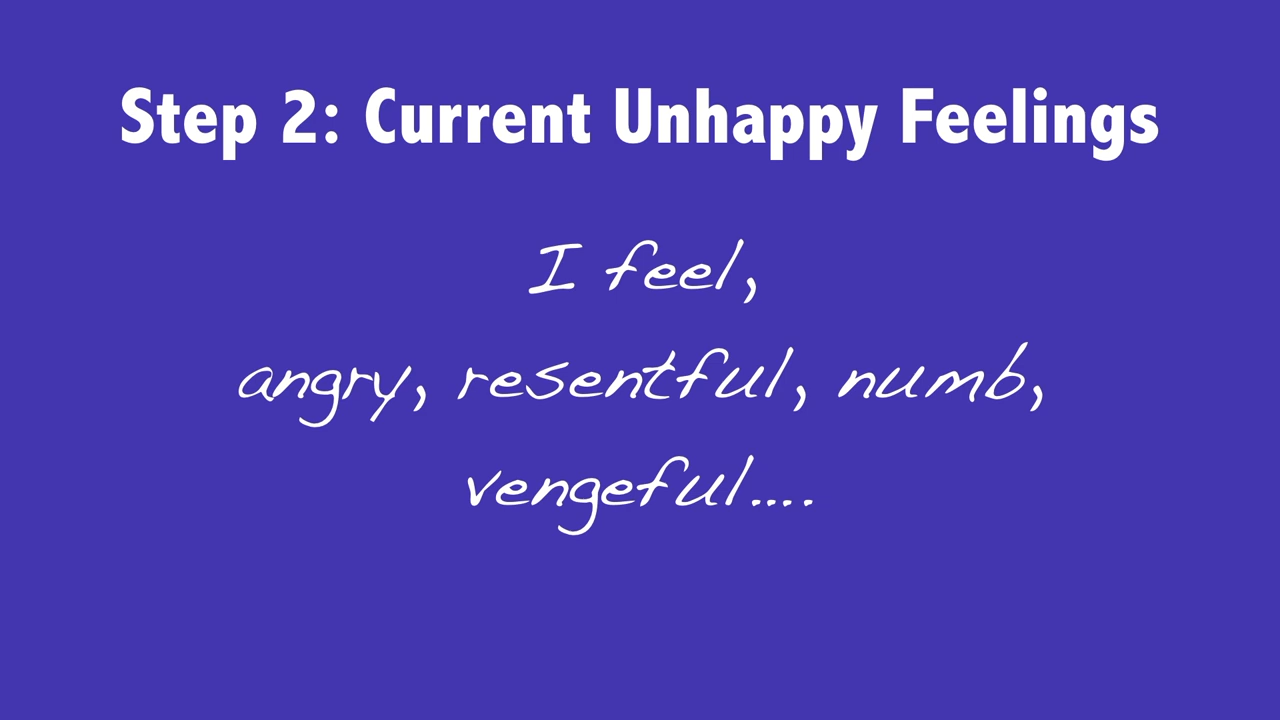 Step 2: Current Unhappy Feelings
I feel,
angry, resentful, numb,
vengeful....